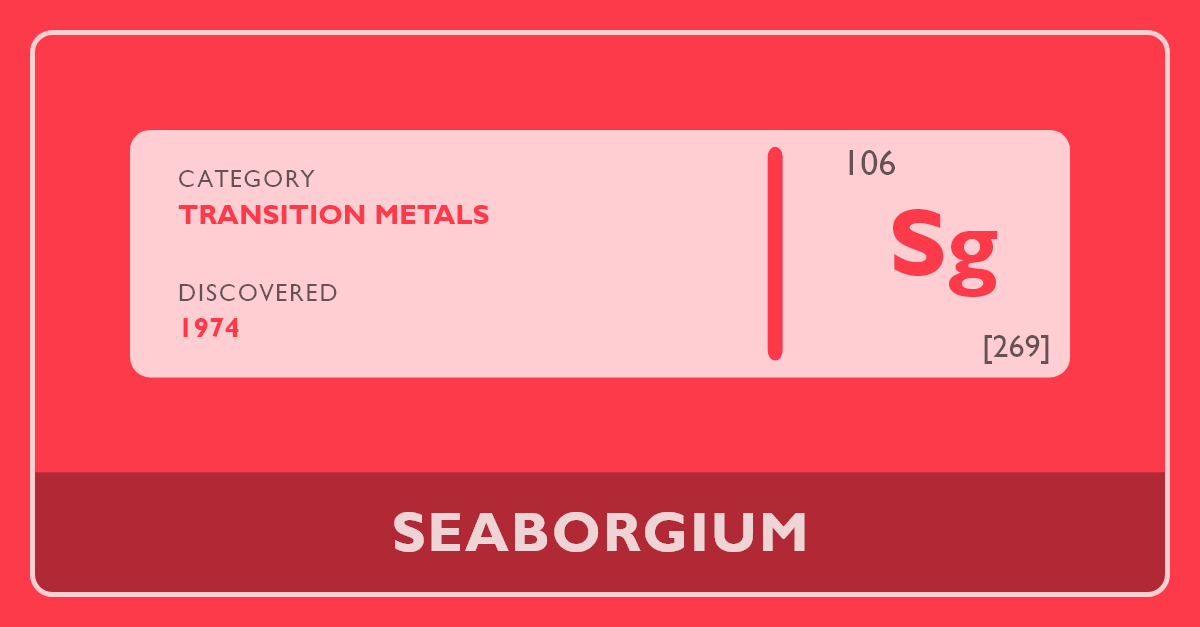 CATEGORY
TRANSITION METALS
DISCOVERED
1974
106
Sg
[269]
SEABORGIUM